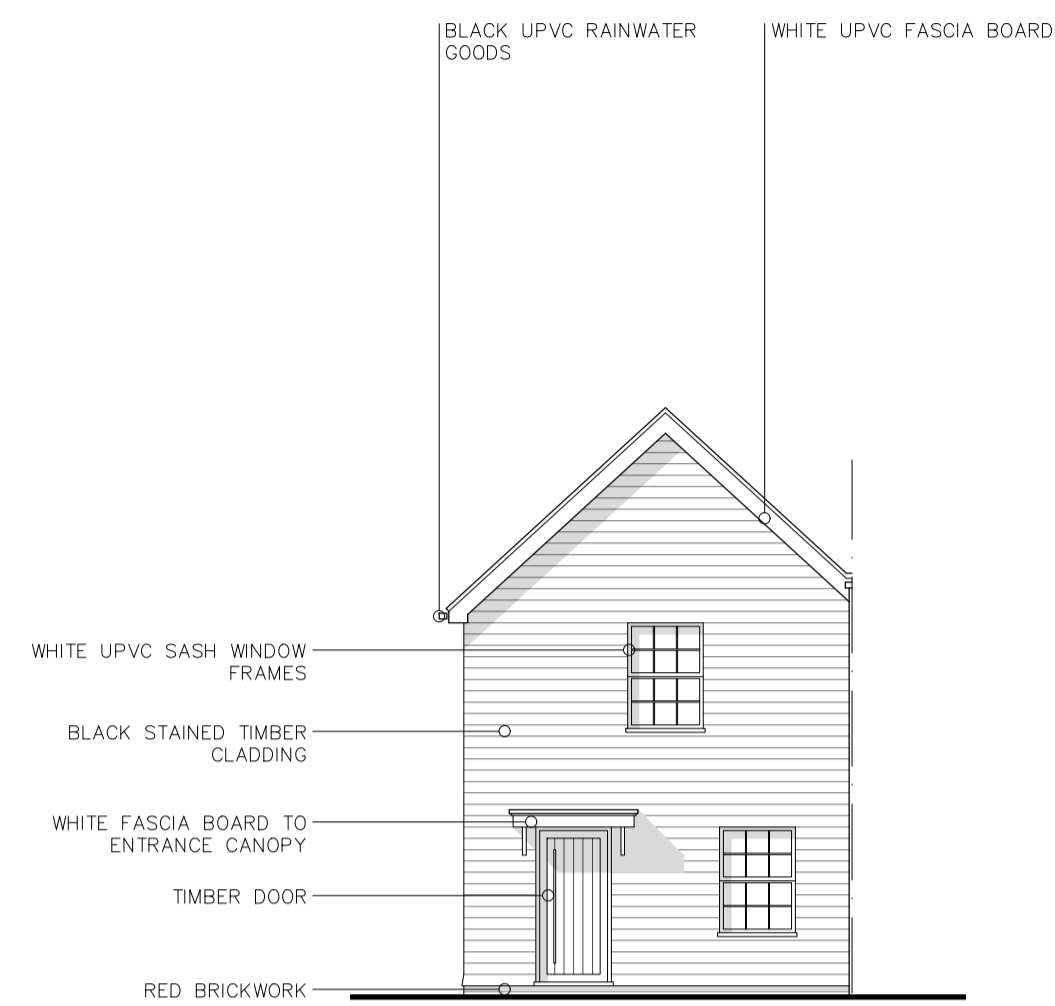 BLACK UPVC RAINWATER
GOODS
WHITE UPVC FASCIA BOARD
WHITE UPVC SASH WINDOW
FRAMES
BLACK STAINED TIMBER
CLADDING
WHITE FASCIA BOARD TO
ENTRANCE CANOPY
TIMBER DOOR
RED BRICKWORK